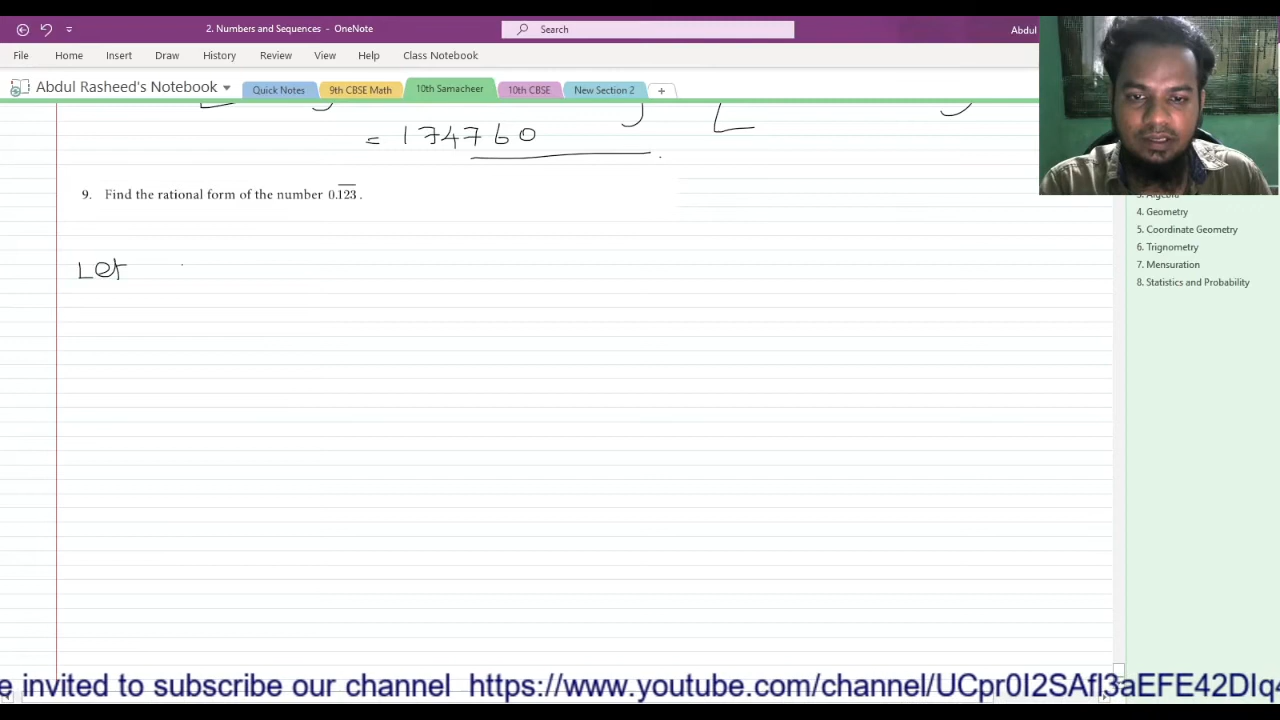 2. Numbers and Sequences - OneNote
Search
Abdul
File Home Insert Draw History Review View Help Class Notebook
Abdul Rasheed's Notebook
Quick Notes
9th CBSE Math
10th Samacheer
10th CBSE
New Section 2
= 174760
9. Find the rational form of the number 0.1̅2̅3̅ .
3. Algebra
4. Geometry
5. Coordinate Geometry
6. Trignometry
7. Mensuration
8. Statistics and Probability
Let
e invited to subscribe our channel https://www.youtube.com/channel/UCpr0I2SAfl3aEFE42DIq4